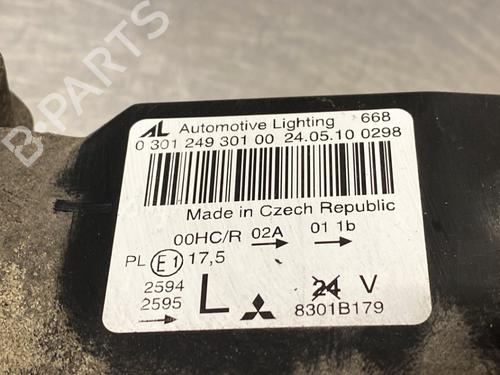 B-PARTS
AL Automotive Lighting 668
0 301 249 301 00 24.05.10 0298
Made in Czech Republic
00HC/R 02A 01 1b
PL E1 17,5
2594
2595
L
24 V
8301B179